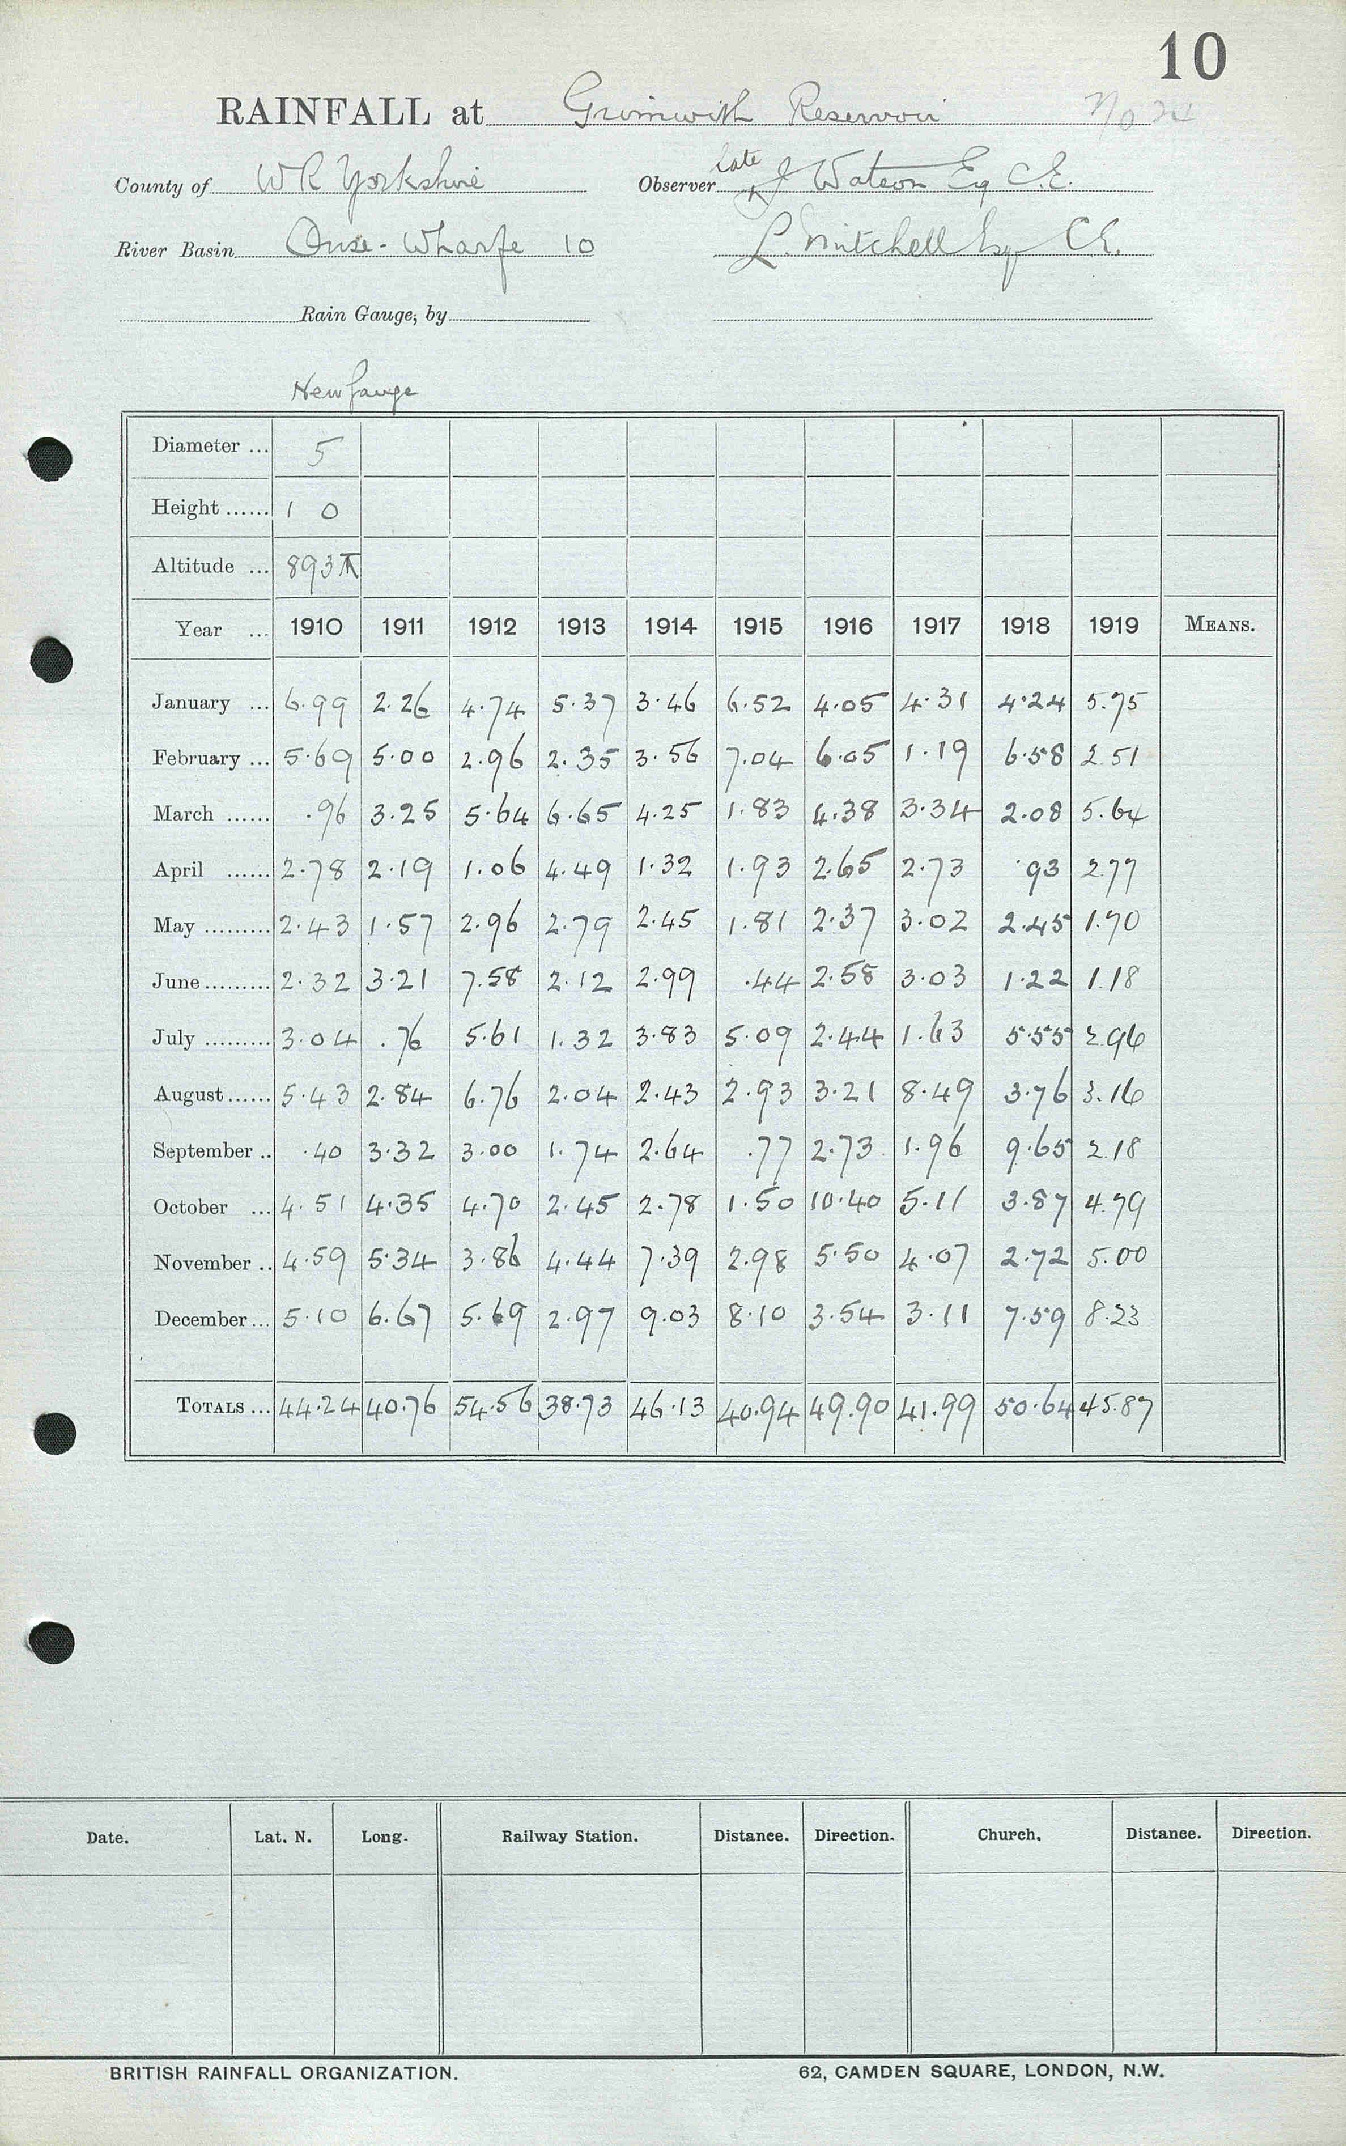 10
RAINFALL at Grimwith Reservoir No 24
County of W R Yorkshire Observer late J Watson Esq C.E.
River Basin Ouse - Wharfe 10 L. Mitchell Esq C.E.
Rain Gauge, by
New Gauge
Diameter ... 5
Height ...... 1 0
Altitude ... 893
Year ... 1910 1911 1912 1913 1914 1915 1916 1917 1918 1919 MEANS.
January ... 6.99 2.26 4.74 5.37 3.46 6.52 4.05 4.31 4.24 5.75
February ... 5.69 5.00 2.96 2.35 3.56 7.04 6.05 1.19 6.58 2.51
March ...... .96 3.25 5.64 6.65 4.25 1.83 4.38 3.34 2.08 5.64
April ...... 2.78 2.19 1.06 4.49 1.32 1.93 2.65 2.73 .93 2.77
May ......... 2.43 1.57 2.96 2.79 2.45 1.81 2.37 3.02 2.45 1.70
June ......... 2.32 3.21 7.58 2.12 2.99 .44 2.58 3.03 1.22 1.18
July ......... 3.04 .76 5.61 1.32 3.83 5.09 2.44 1.63 5.55 2.96
August ...... 5.43 2.84 6.76 2.04 2.43 2.93 3.21 8.49 3.76 3.16
September .. .40 3.32 3.00 1.74 2.64 .77 2.73 1.96 9.65 2.18
October ... 4.51 4.35 4.70 2.45 2.78 1.50 10.40 5.11 3.87 4.79
November .. 4.59 5.34 3.86 4.44 7.39 2.98 5.50 4.07 2.72 5.00
December ... 5.10 6.67 5.69 2.97 9.03 8.10 3.54 3.11 7.59 8.23
TOTALS ... 44.24 40.76 54.56 38.73 46.13 40.94 49.90 41.99 50.64 45.87
Date. Lat. N. Long. Railway Station. Distance. Direction. Church. Distance. Direction.
BRITISH RAINFALL ORGANIZATION. 62, CAMDEN SQUARE, LONDON, N.W.